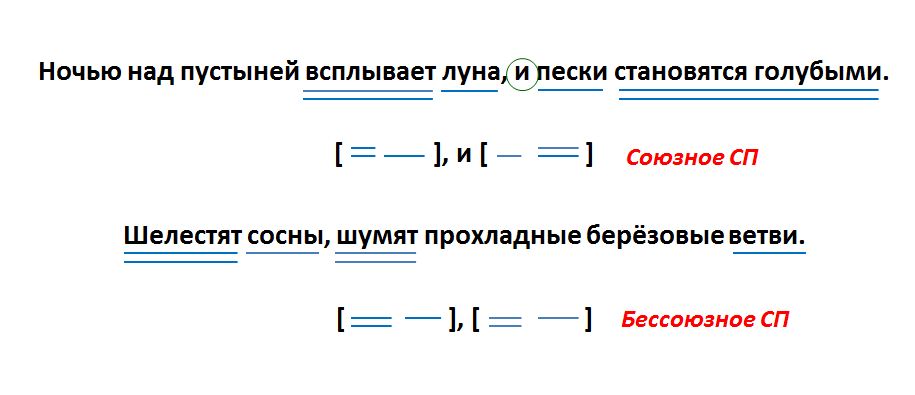 Ночью над пустыней всплывает луна, и пески становятся голубыми.
[ ], и [ ] Союзное СП
Шелестят сосны, шумят прохладные берёзовые ветви.
[ ], [ ] Бессоюзное СП